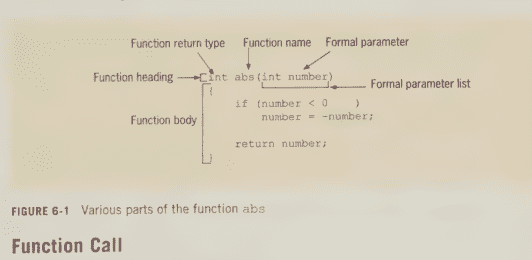 Function return type Function name Formal parameter
Function heading int abs(int number)
Formal parameter list
{
if (number < 0 )
Function body number = -number;
return number;
}
FIGURE 6-1 Various parts of the function abs
Function Call